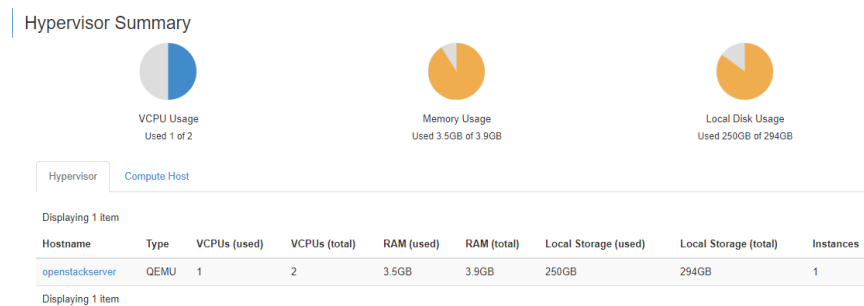 Hypervisor Summary
VCPU Usage
Used 1 of 2
Memory Usage
Used 3.5GB of 3.9GB
Local Disk Usage
Used 250GB of 294GB
Hypervisor Compute Host
Displaying 1 item
Hostname Type VCPUs (used) VCPUs (total) RAM (used) RAM (total) Local Storage (used) Local Storage (total) Instances
openstackserver QEMU 1 2 3.5GB 3.9GB 250GB 294GB 1
Displaying 1 item